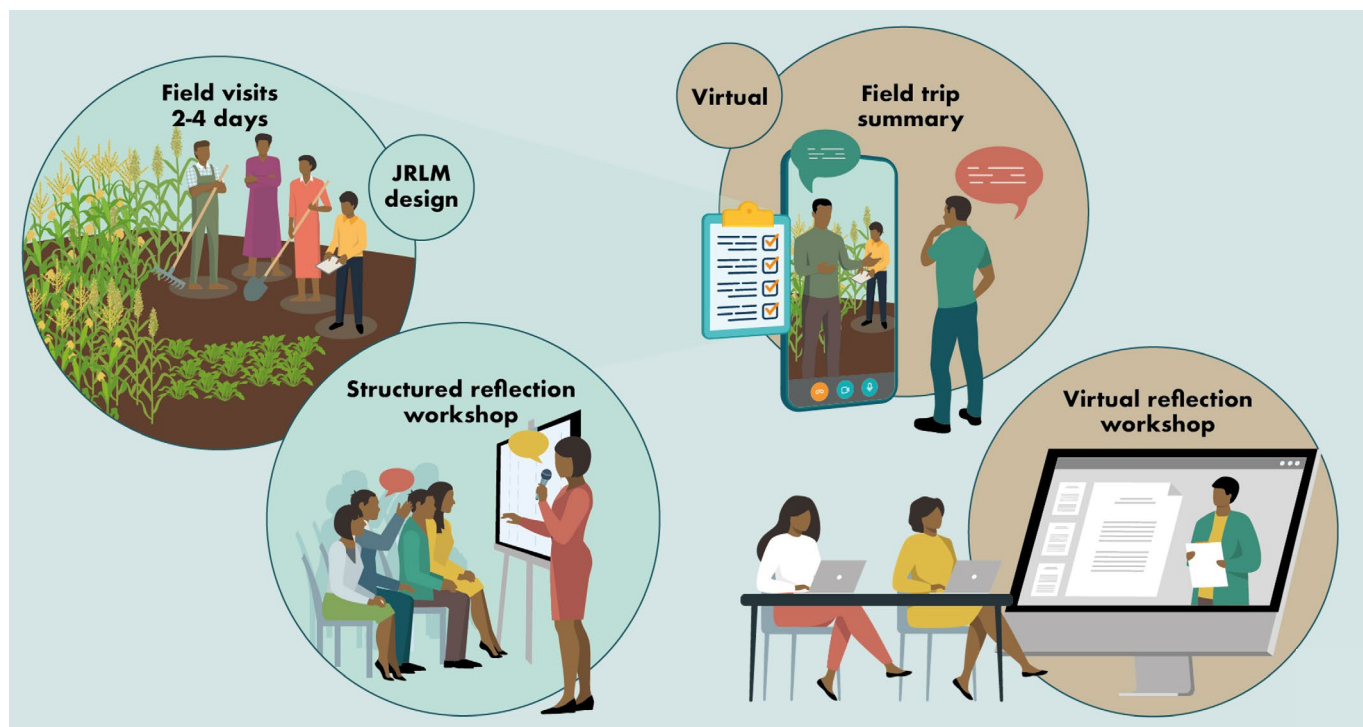 Field visits
2-4 days
JRLM
design
Structured reflection
workshop
Virtual
Field trip
summary
Virtual reflection
workshop